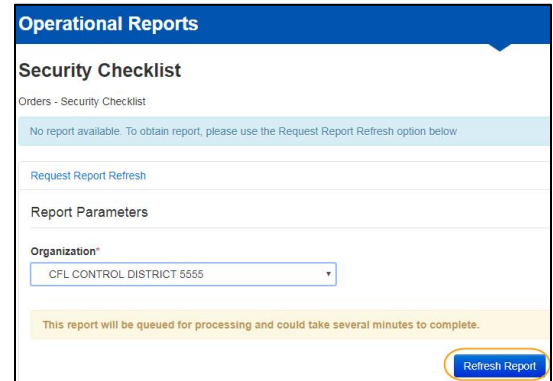 Operational Reports
Security Checklist
Orders - Security Checklist
No report available. To obtain report, please use the Request Report Refresh option below
Request Report Refresh
Report Parameters
Organization*
CFL CONTROL DISTRICT 5555
This report will be queued for processing and could take several minutes to complete.
Refresh Report